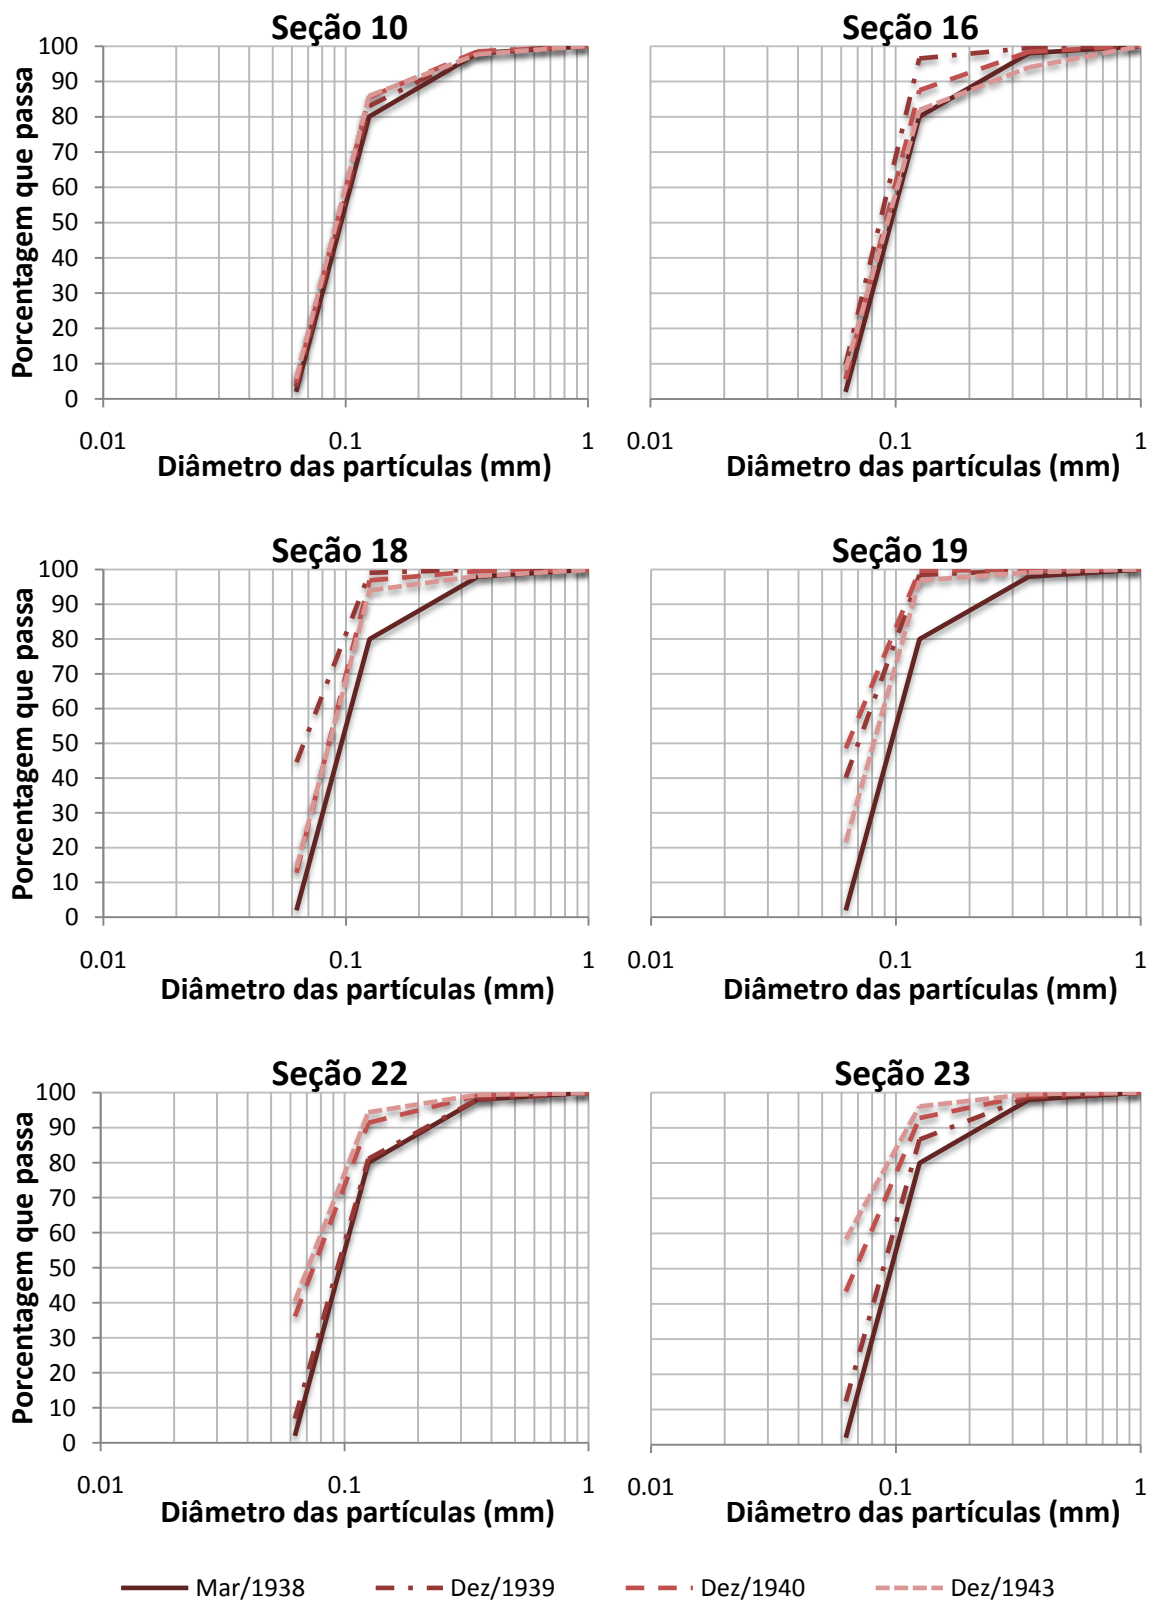 Seção 10
Porcentagem que passa
100
90
80
70
60
50
40
30
20
10
0
0.01 0.1 1
Diâmetro das partículas (mm)
Seção 16
0.01 0.1 1
Diâmetro das partículas (mm)
Seção 18
Porcentagem que passa
100
90
80
70
60
50
40
30
20
10
0
0.01 0.1 1
Diâmetro das partículas (mm)
Seção 19
0.01 0.1 1
Diâmetro das partículas (mm)
Seção 22
Porcentagem que passa
100
90
80
70
60
50
40
30
20
10
0
0.01 0.1 1
Diâmetro das partículas (mm)
Seção 23
0.01 0.1 1
Diâmetro das partículas (mm)
Mar/1938 Dez/1939 Dez/1940 Dez/1943